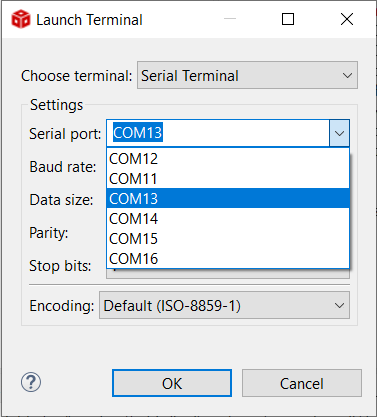 Launch Terminal
Choose terminal: Serial Terminal
Settings
Serial port: COM13
Baud rate:
COM12
COM11
Data size:
COM13
COM14
Parity:
COM15
Stop bits:
COM16
Encoding: Default (ISO-8859-1)
?
OK Cancel